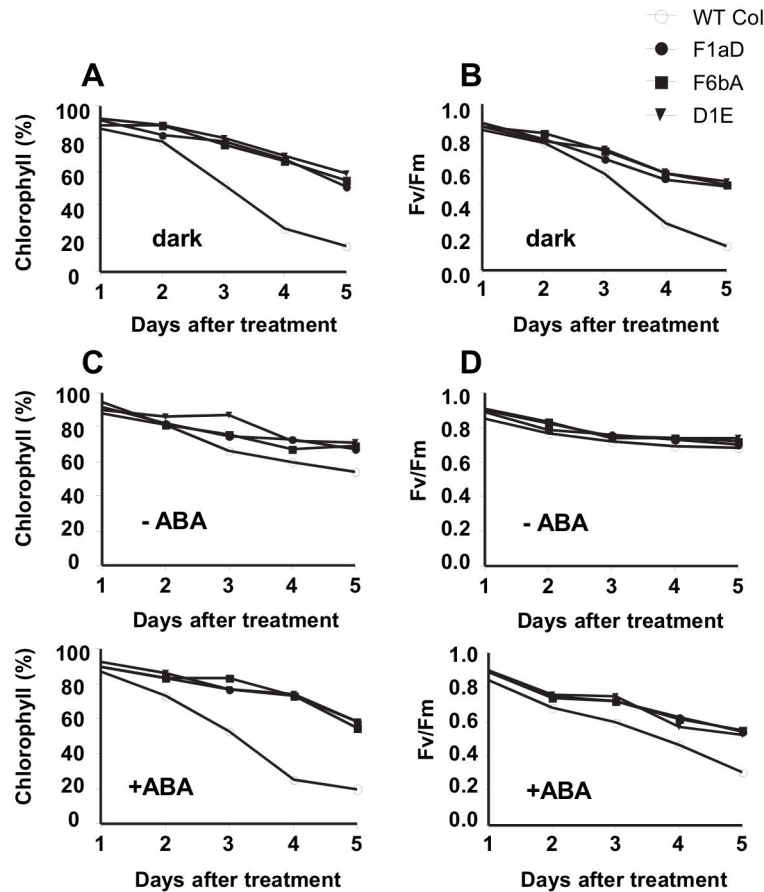 WT Col
F1aD
F6bA
D1E
A
Chlorophyll (%)
100
80
60
40
20
0
dark
1 2 3 4 5
Days after treatment
B
Fv/Fm
1.0
0.8
0.6
0.4
0.2
0.0
dark
1 2 3 4 5
Days after treatment
C
Chlorophyll (%)
100
80
60
40
20
0
- ABA
1 2 3 4 5
Days after treatment
D
Fv/Fm
1.0
0.8
0.6
0.4
0.2
0.0
- ABA
1 2 3 4 5
Days after treatment
Chlorophyll (%)
100
80
60
40
20
0
+ABA
1 2 3 4 5
Days after treatment
Fv/Fm
1.0
0.8
0.6
0.4
0.2
0.0
+ABA
1 2 3 4 5
Days after treatment